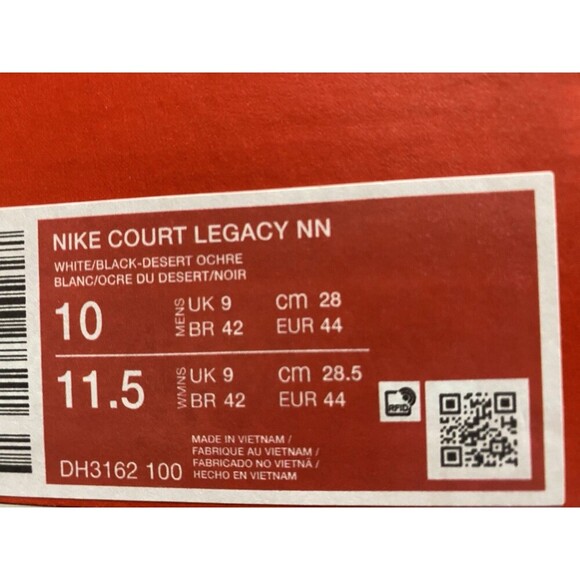 NIKE COURT LEGACY NN
WHITE/BLACK-DESERT OCHRE
BLANC/OCRE DU DESERT/NOIR
10 MENS UK 9 CM 28
BR 42 EUR 44
11.5 WMNS UK 9 CM 28.5
BR 42 EUR 44
RFID
MADE IN VIETNAM /
FABRIQUE AU VIETNAM /
FABRICADO NO VIETNÃ /
HECHO EN VIETNAM
DH3162 100